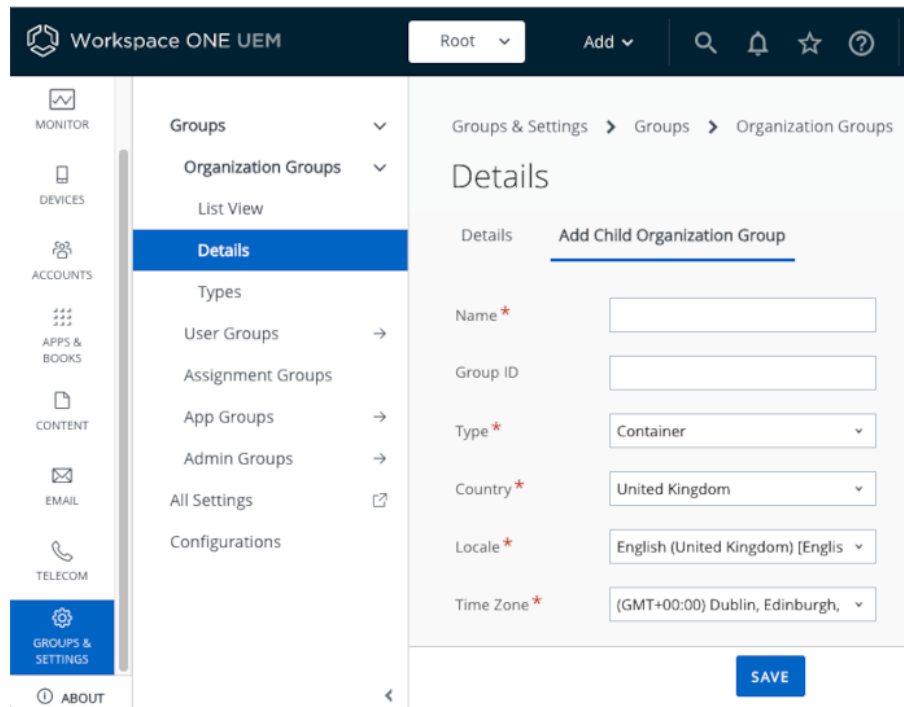 Workspace ONE UEM
Root
Add
MONITOR
DEVICES
ACCOUNTS
APPS &
BOOKS
CONTENT
EMAIL
TELECOM
GROUPS &
SETTINGS
ABOUT
Groups
Organization Groups
List View
Details
Types
User Groups
Assignment Groups
App Groups
Admin Groups
All Settings
Configurations
Groups & Settings > Groups > Organization Groups
Details
Details Add Child Organization Group
Name *
Group ID
Type * Container
Country * United Kingdom
Locale * English (United Kingdom) [Englis
Time Zone * (GMT+00:00) Dublin, Edinburgh,
SAVE